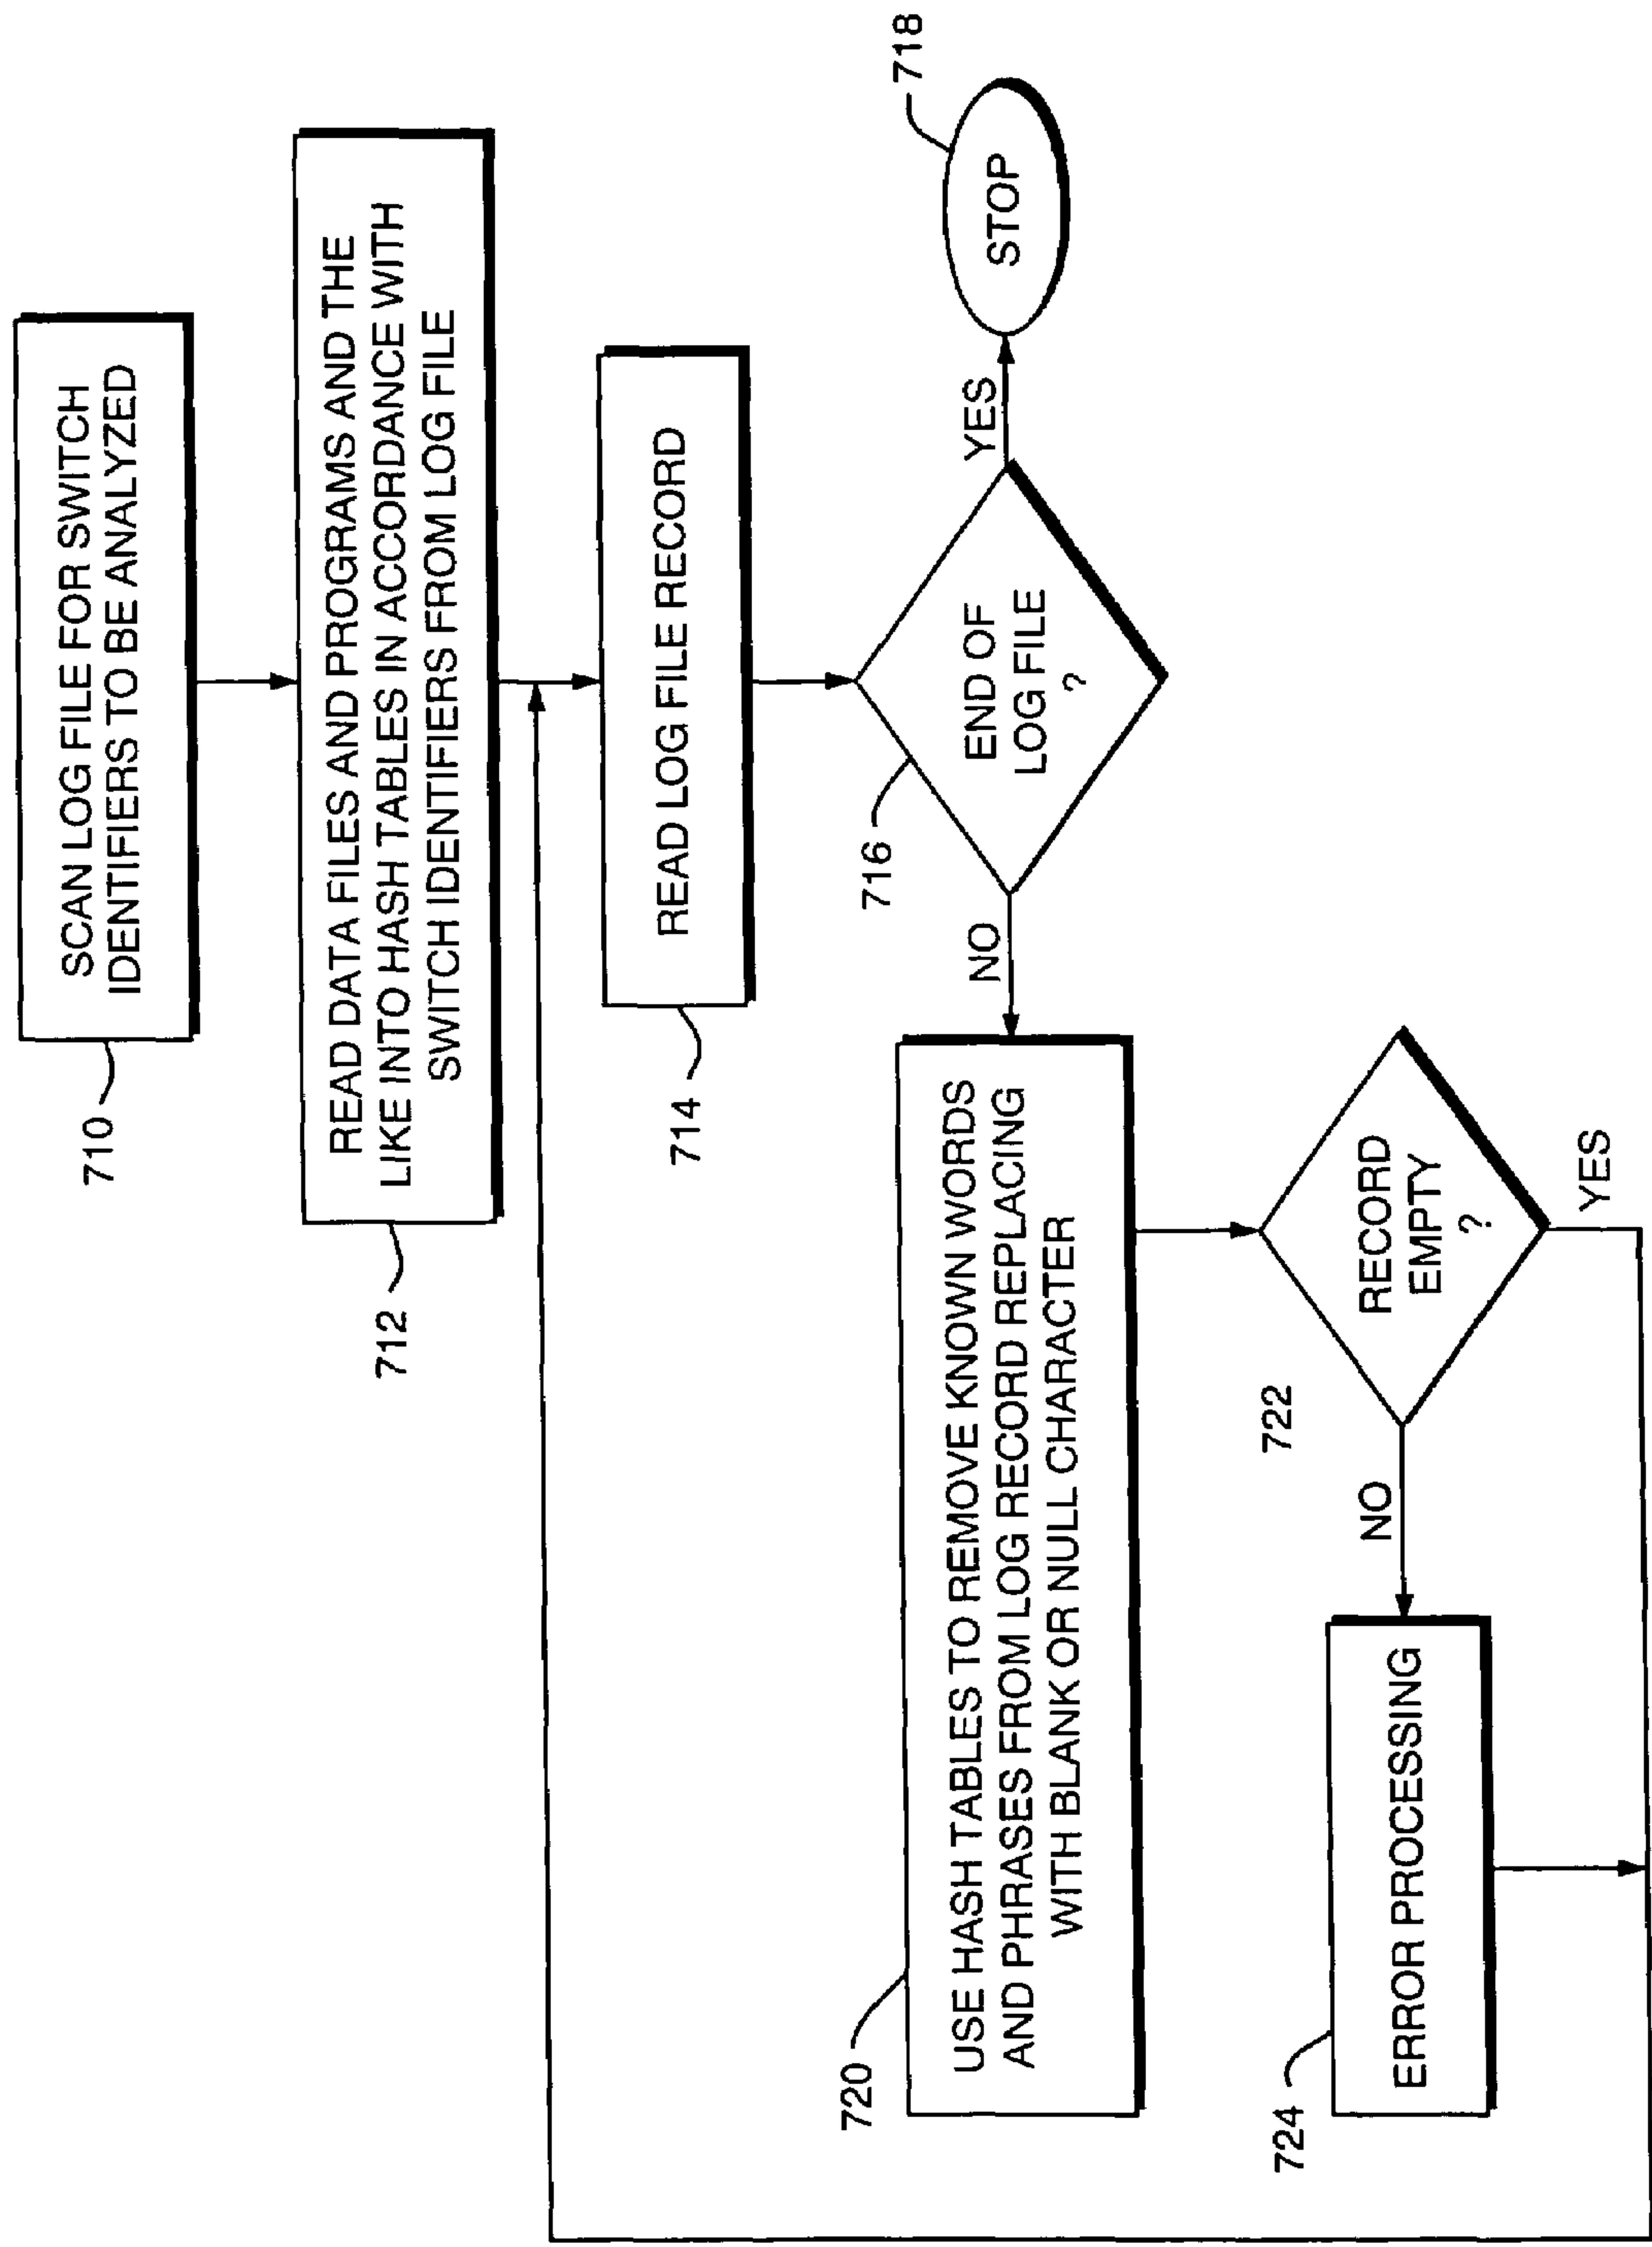 710
SCAN LOG FILE FOR SWITCH
IDENTIFIERS TO BE ANALYZED
712
READ DATA FILES AND PROGRAMS AND THE
LIKE INTO HASH TABLES IN ACCORDANCE WITH
SWITCH IDENTIFIERS FROM LOG FILE
714
READ LOG FILE RECORD
716
END OF
LOG FILE
?
YES
718
STOP
NO
720
USE HASH TABLES TO REMOVE KNOWN WORDS
AND PHRASES FROM LOG RECORD REPLACING
WITH BLANK OR NULL CHARACTER
722
RECORD
EMPTY
?
YES
NO
724
ERROR PROCESSING